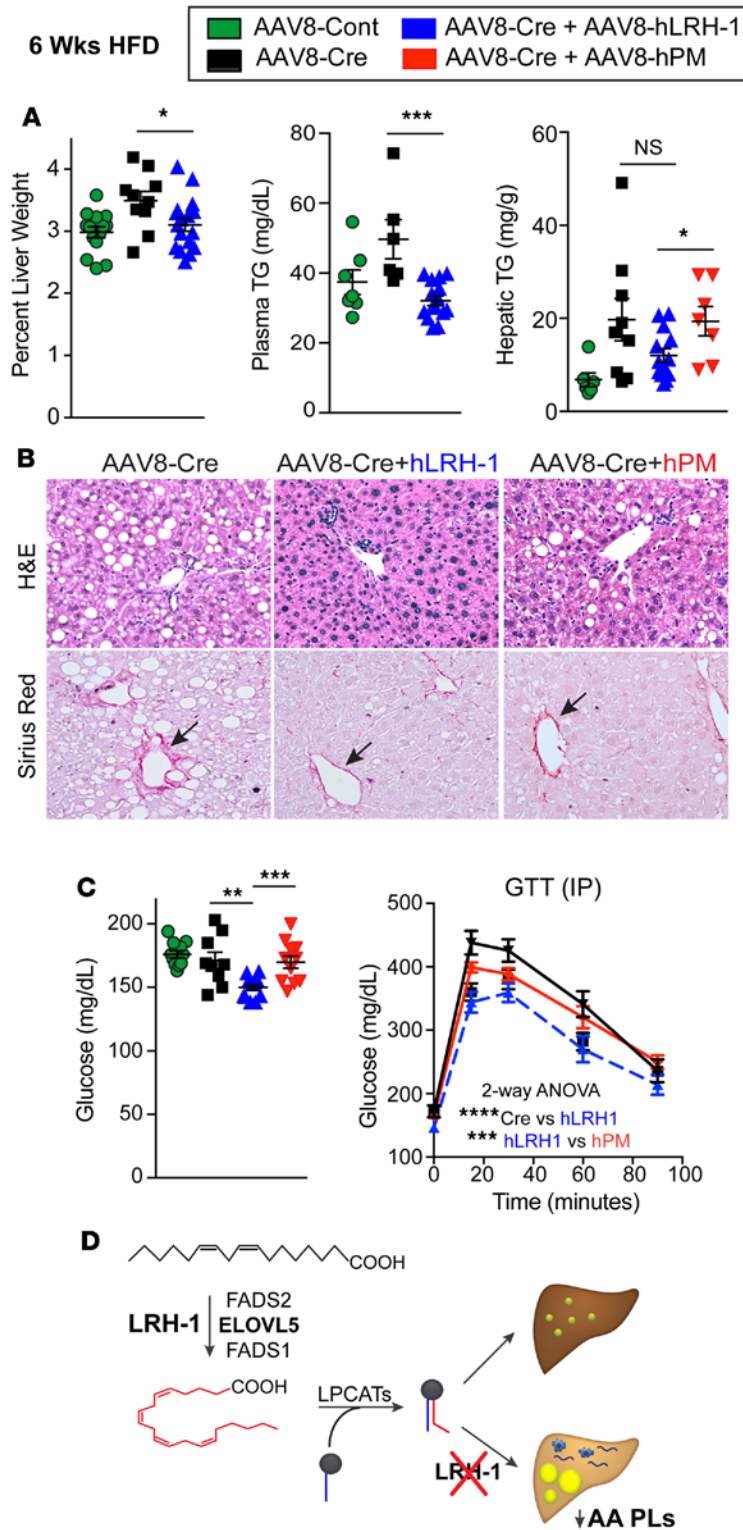 6 Wks HFD
AAV8-Cont
AAV8-Cre + AAV8-hLRH-1
AAV8-Cre
AAV8-Cre + AAV8-hPM
A
Percent Liver Weight
4
3
2
1
0
*
Plasma TG (mg/dL)
80
60
40
20
0
***
Hepatic TG (mg/g)
60
40
20
0
NS
*
B
AAV8-Cre
AAV8-Cre+hLRH-1
AAV8-Cre+hPM
H&E
Sirius Red
C
Glucose (mg/dL)
200
150
100
50
0
**
***
GTT (IP)
Glucose (mg/dL)
500
400
300
200
100
2-way ANOVA
****Cre vs hLRH1
*** hLRH1 vs hPM
0 20 40 60 80 100
Time (minutes)
D
COOH
LRH-1
FADS2
ELOVL5
FADS1
COOH
LPCATs
LRH-1
AA PLs